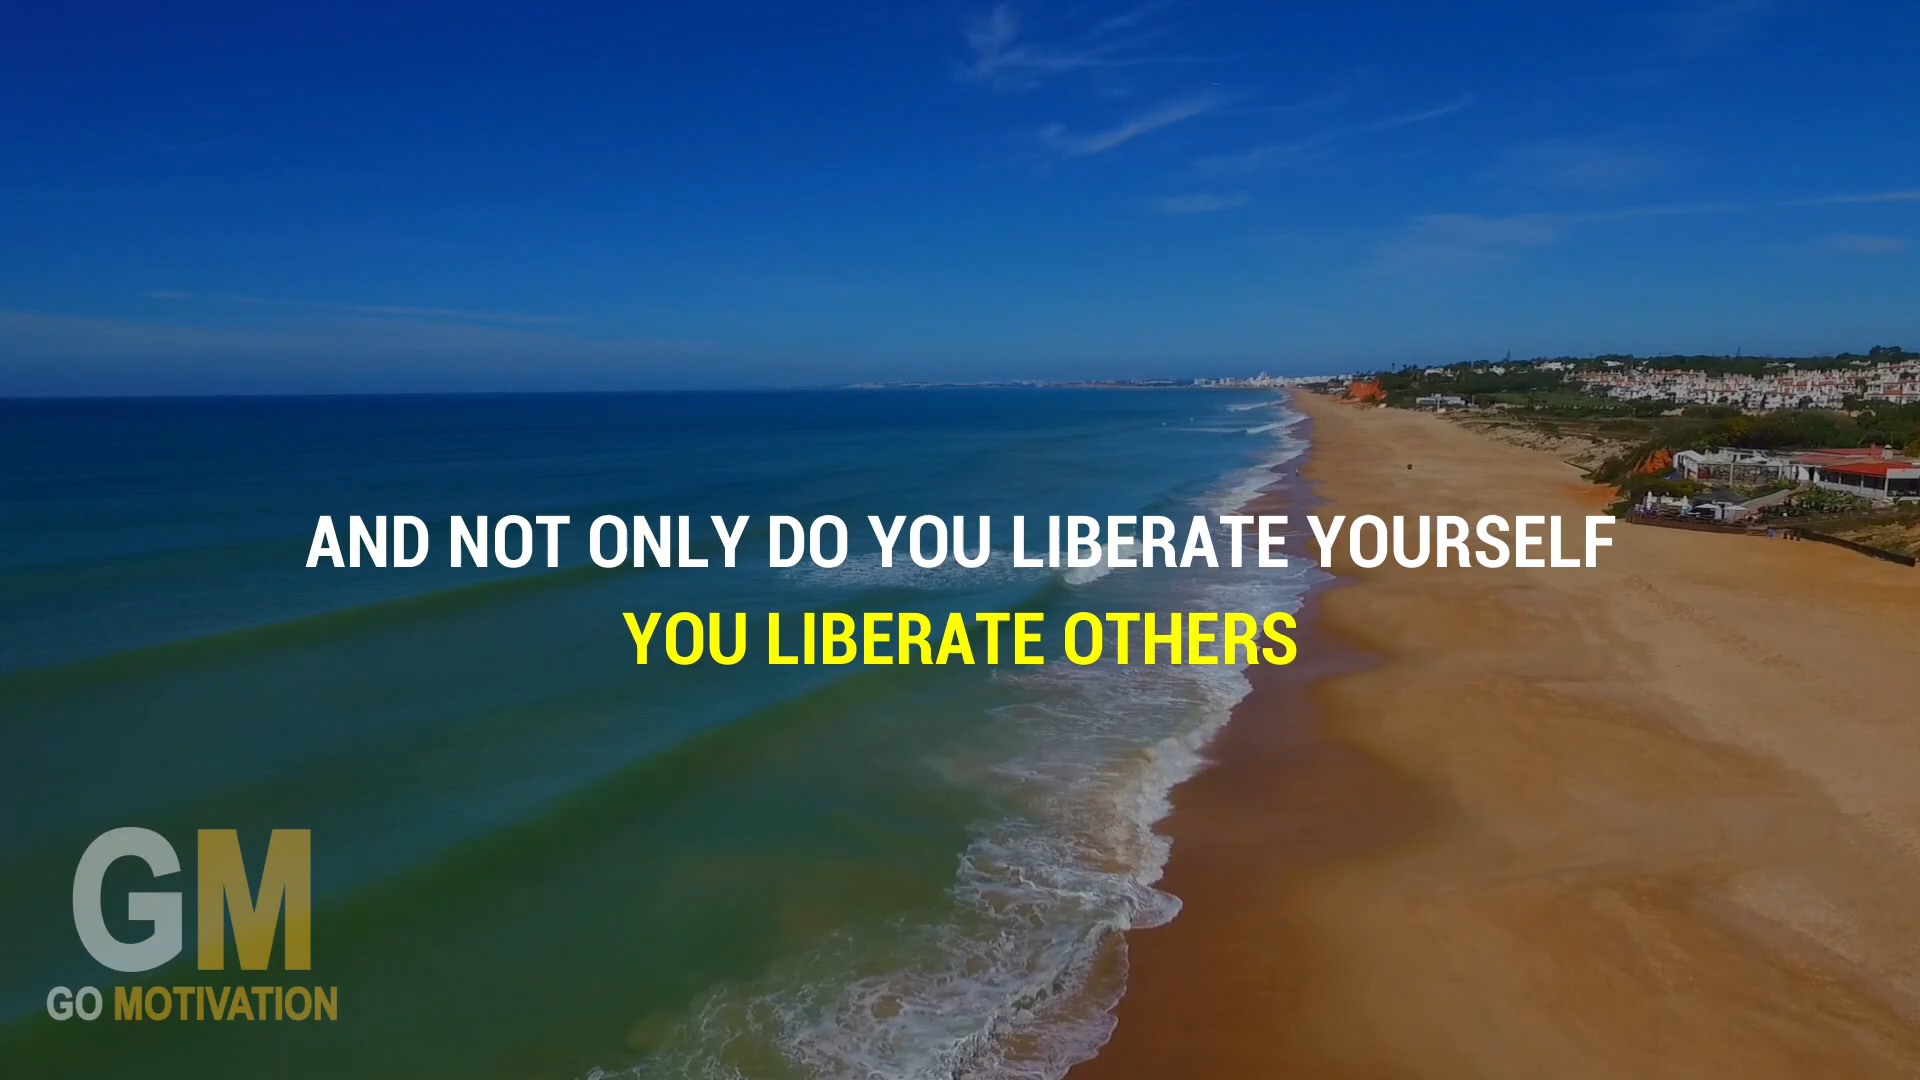 AND NOT ONLY DO YOU LIBERATE YOURSELF
YOU LIBERATE OTHERS
GM
GO MOTIVATION